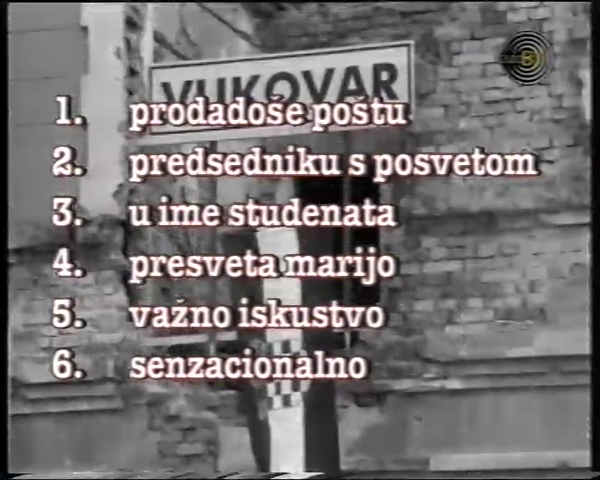 VUKOVAR
1. prodadoše poštu
2. predsedniku s posvetom
3. u ime studenata
4. presveta marijo
5. važno iskustvo
6. senzacionalno